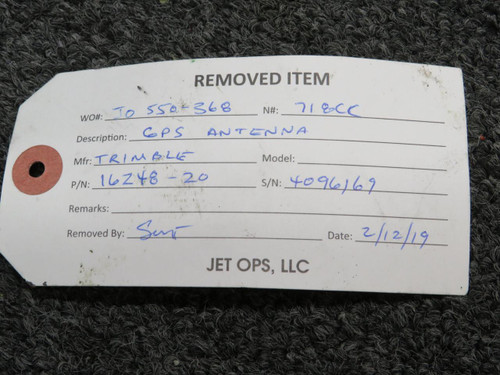 REMOVED ITEM
WO#: JO 550-368 N#: 718CK
Description: GPS ANTENNA
Mfr: TRIMBLE Model:
P/N: 16248-20 S/N: 4096169
Remarks:
Removed By: Date: 2/12/19
JET OPS, LLC